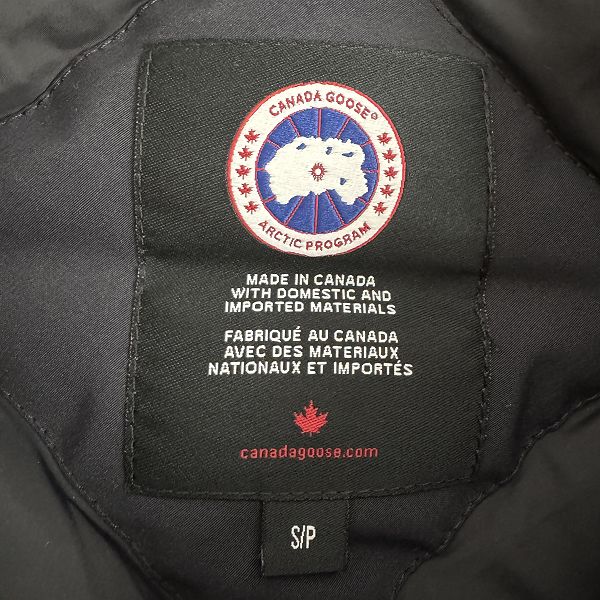 CANADA GOOSE®
ARCTIC PROGRAM
MADE IN CANADA
WITH DOMESTIC AND
IMPORTED MATERIALS
FABRIQUÉ AU CANADA
AVEC DES MATERIAUX
NATIONAUX ET IMPORTÉS
canadagoose.com
S/P